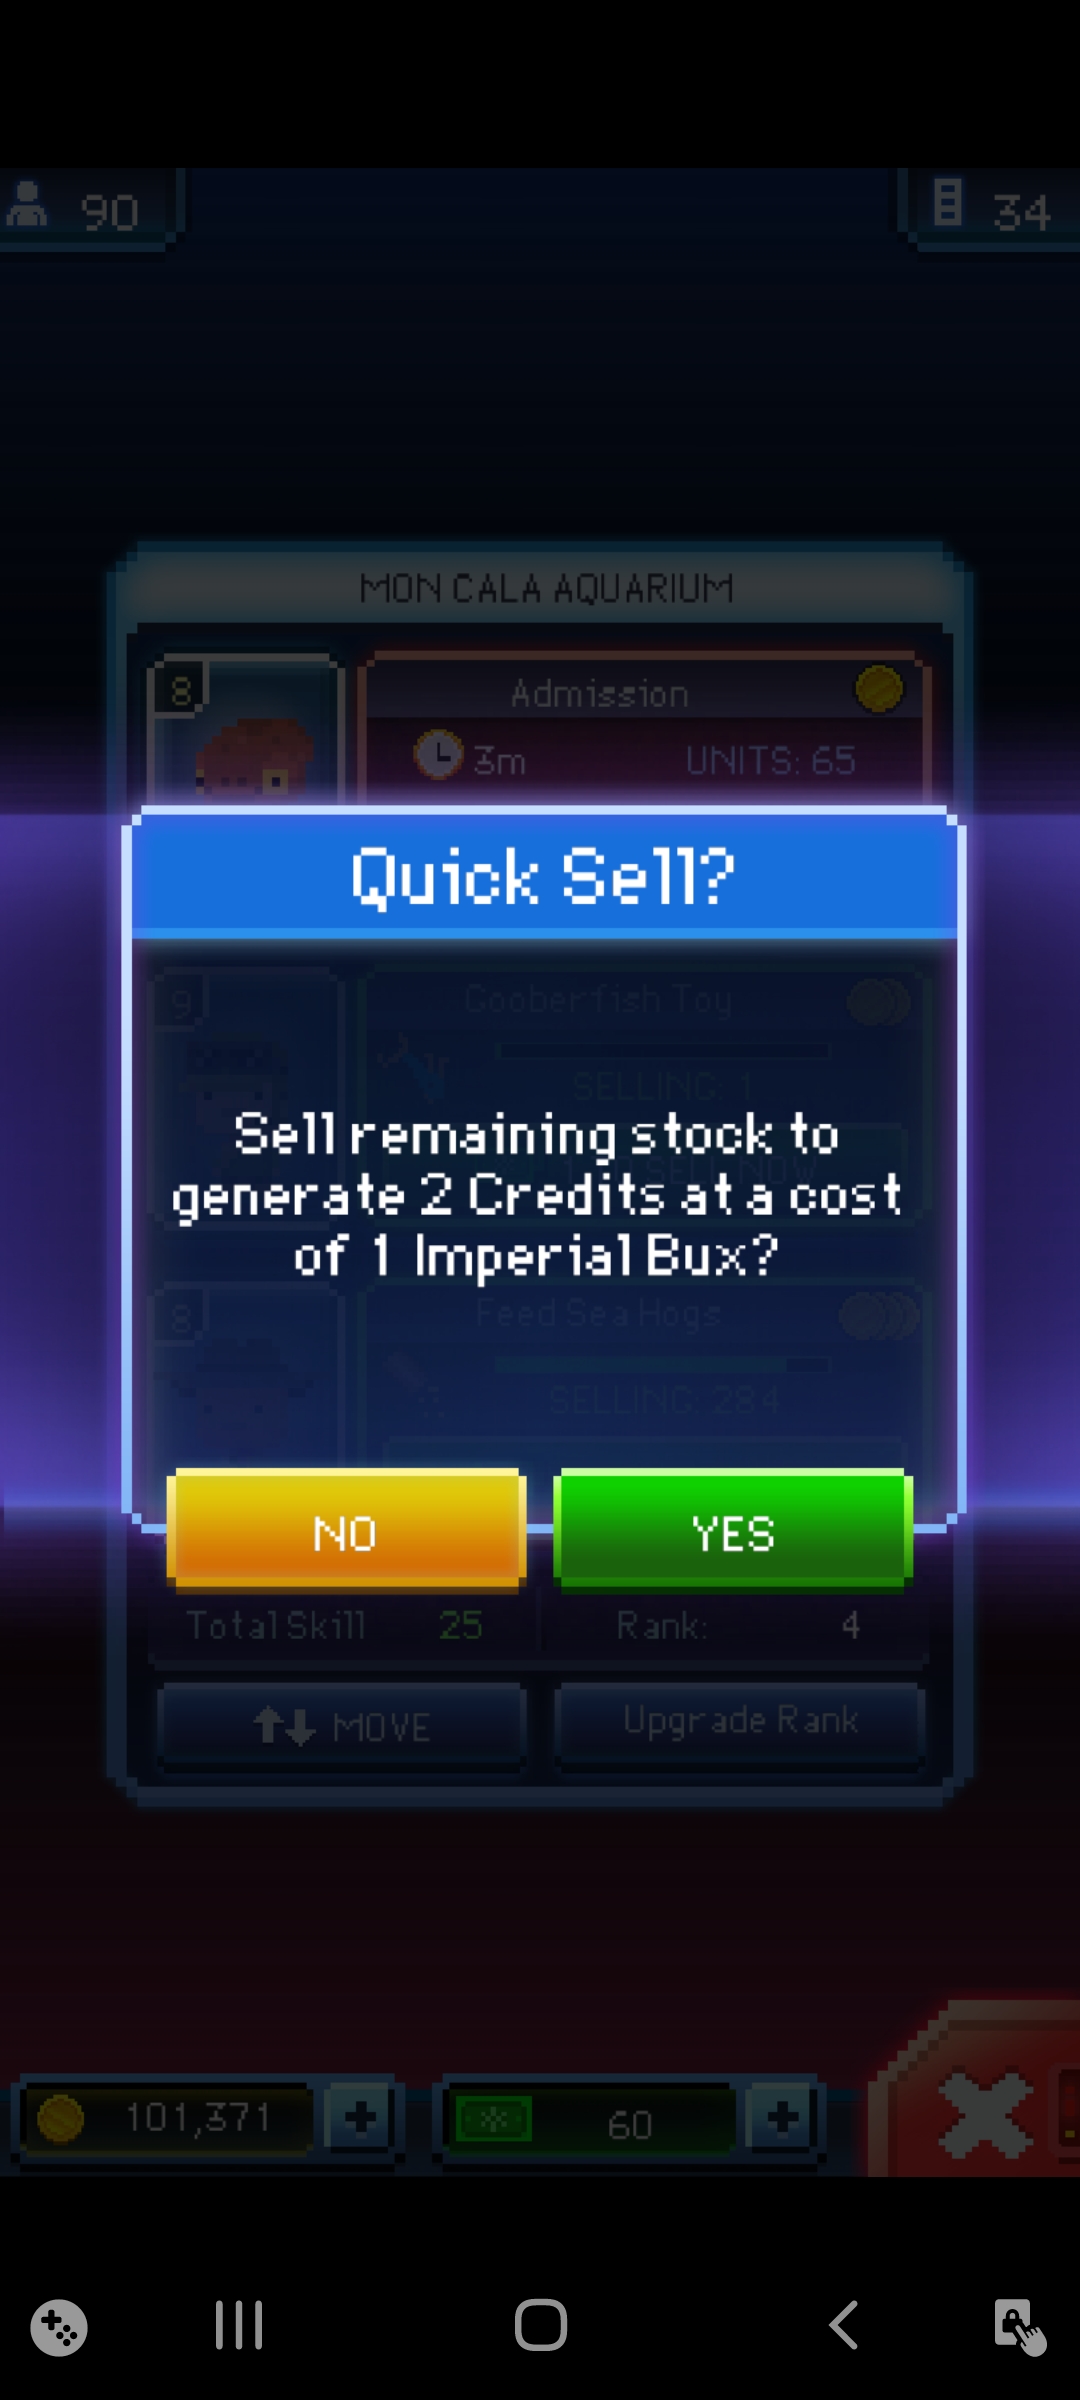 90
34
MON CALA AQUARIUM
8
Admission
3m
UNITS: 65
Quick Sell?
9
Gooberfish Toy
SELLING: 1
Sell remaining stock to
SELL NOW
generate 2 Credits at a cost
of 1 Imperial Bux?
8
Feed Sea Hogs
SELLING: 284
NO
YES
Total Skill
25
Rank:
4
MOVE
Upgrade Rank
101,371
+
60
+